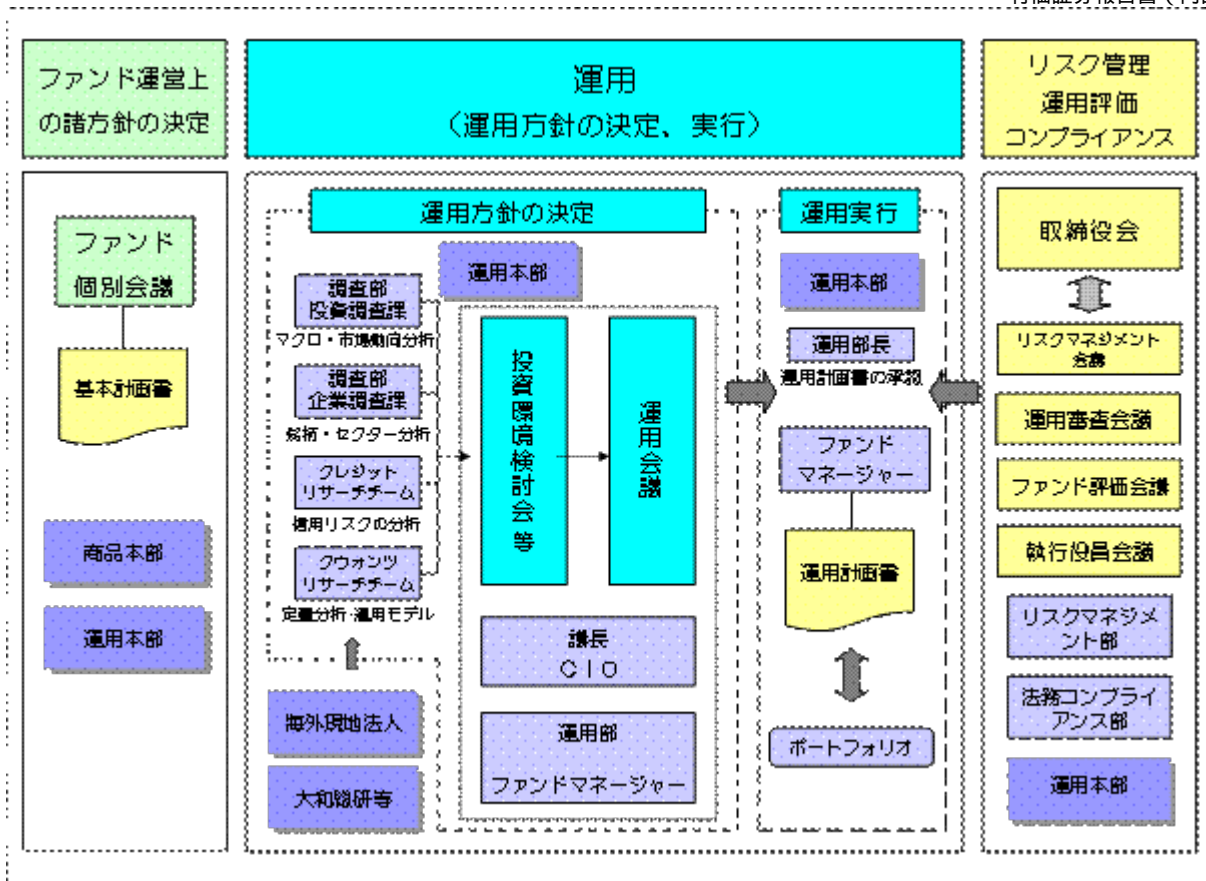 ファンド運営上
の諸方針の決定
運用
(運用方針の決定、実行)
リスク管理
運用評価
コンプライアンス
ファンド
個別会議
基本計画書
商品本部
運用本部
運用方針の決定
運用本部
調査部
投資調査課
マクロ・市場動向分析
調査部
企業調査課
銘柄・セクター分析
クレジット
リサーチチーム
信用リスクの分析
クウォンツ
リサーチチーム
定量分析・運用モデル
海外現地法人
大和総研等
投資環境検討会等
運用会議
議長
CIO
運用部
ファンドマネージャー
運用実行
運用本部
運用部長
運用計画書の承認
ファンド
マネージャー
運用計画書
ポートフォリオ
取締役会
リスクマネジメント
会議
運用審査会議
ファンド評価会議
執行役員会議
リスクマネジメ
ント部
法務コンプライ
アンス部
運用本部